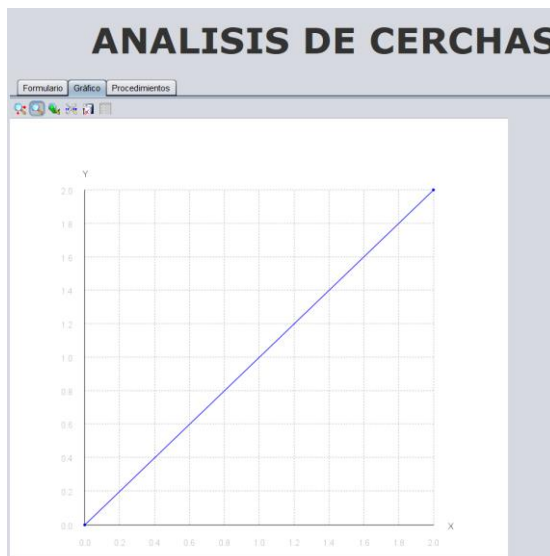 ANALISIS DE CERCHAS
Formulario Gráfico Procedimientos
Y
2.0
1.8
1.6
1.4
1.2
1.0
0.8
0.6
0.4
0.2
0.0
X
0.0 0.2 0.4 0.6 0.8 1.0 1.2 1.4 1.6 1.8 2.0